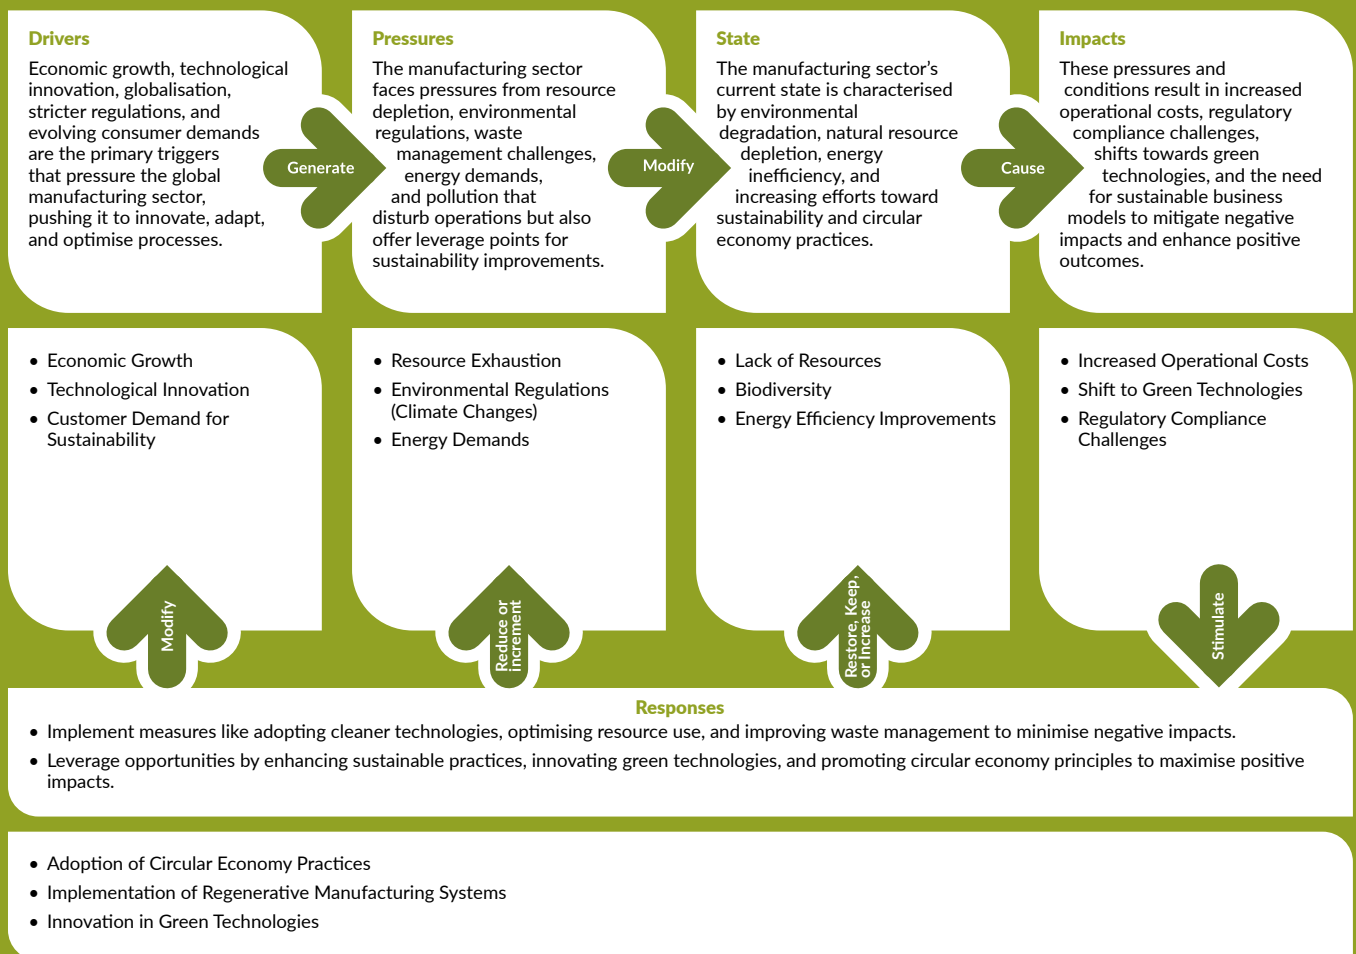 Drivers
Economic growth, technological
innovation, globalisation,
stricter regulations, and
evolving consumer demands
are the primary triggers
that pressure the global
manufacturing sector,
pushing it to innovate, adapt,
and optimise processes.
Generate
Pressures
The manufacturing sector
faces pressures from resource
depletion, environmental
regulations, waste
management challenges,
energy demands,
and pollution that
disturb operations but also
offer leverage points for
sustainability improvements.
Modify
State
The manufacturing sector’s
current state is characterised
by environmental
degradation, natural resource
depletion, energy
inefficiency, and
increasing efforts toward
sustainability and circular
economy practices.
Cause
Impacts
These pressures and
conditions result in increased
operational costs, regulatory
compliance challenges,
shifts towards green
technologies, and the need
for sustainable business
models to mitigate negative
impacts and enhance positive
outcomes.
• Economic Growth
• Technological Innovation
• Customer Demand for
Sustainability
Modify
• Resource Exhaustion
• Environmental Regulations
(Climate Changes)
• Energy Demands
Reduce or
increment
• Lack of Resources
• Biodiversity
• Energy Efficiency Improvements
Restore, Keep,
or Increase
• Increased Operational Costs
• Shift to Green Technologies
• Regulatory Compliance
Challenges
Stimulate
Responses
• Implement measures like adopting cleaner technologies, optimising resource use, and improving waste management to minimise negative impacts.
• Leverage opportunities by enhancing sustainable practices, innovating green technologies, and promoting circular economy principles to maximise positive
impacts.
• Adoption of Circular Economy Practices
• Implementation of Regenerative Manufacturing Systems
• Innovation in Green Technologies